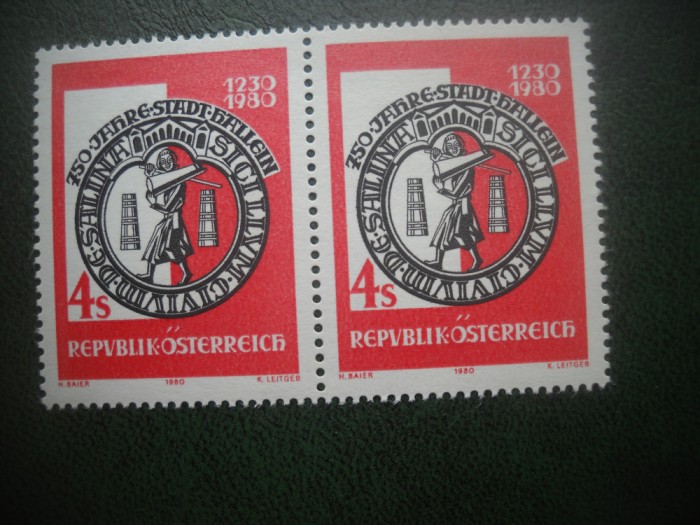 1230
1980
750·JAHRE·STADT·HALLEIN
SIGILLVM·CIVIVM·DE·SALINA
4s
REPVBLIK·ÖSTERREICH
H. BAIER 1980 K. LEITGEB
1230
1980
750·JAHRE·STADT·HALLEIN
SIGILLVM·CIVIVM·DE·SALINA
4s
REPVBLIK·ÖSTERREICH
H. BAIER 1980 K. LEITGEB